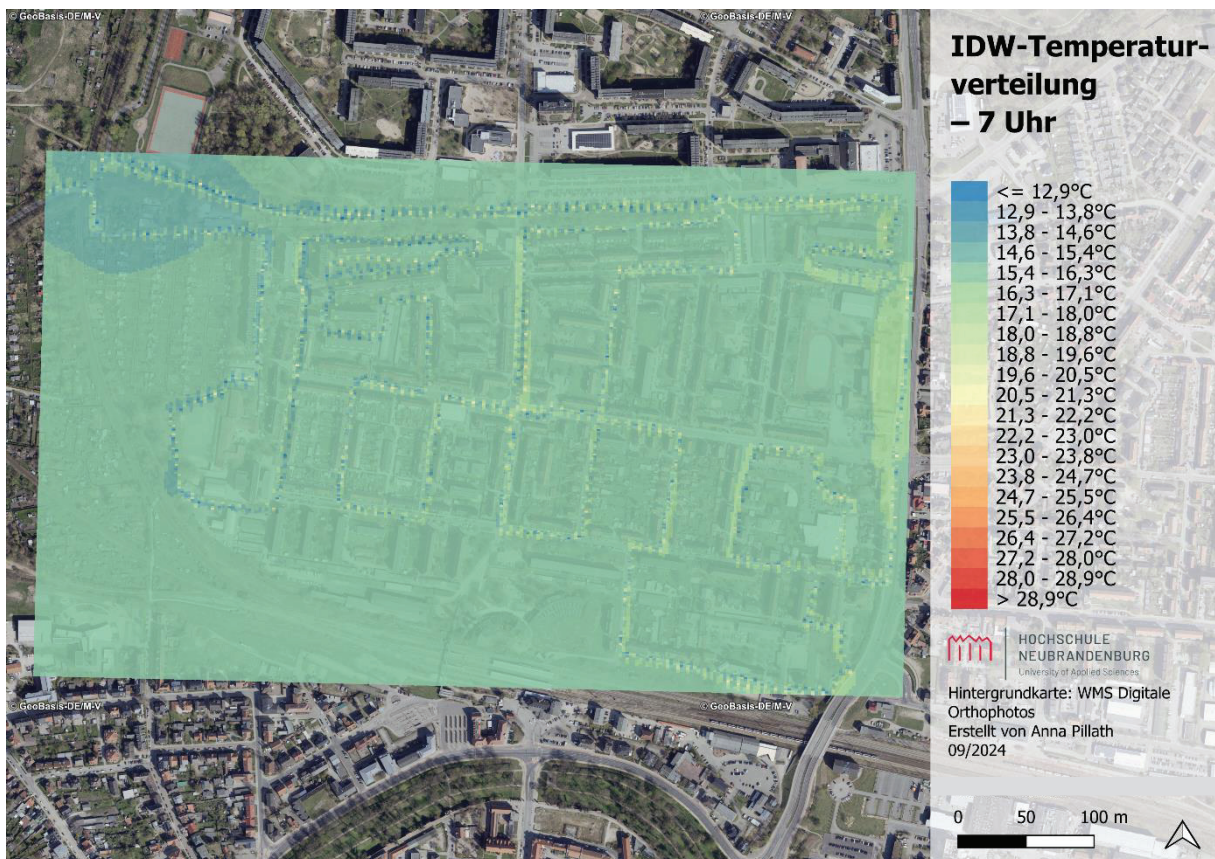 © GeoBasis-DE/M-V
© GeoBasis-DE/M-V
IDW-Temperatur-
verteilung
– 7 Uhr
<= 12,9°C
12,9 - 13,8°C
13,8 - 14,6°C
14,6 - 15,4°C
15,4 - 16,3°C
16,3 - 17,1°C
17,1 - 18,0°C
18,0 - 18,8°C
18,8 - 19,6°C
19,6 - 20,5°C
20,5 - 21,3°C
21,3 - 22,2°C
22,2 - 23,0°C
23,0 - 23,8°C
23,8 - 24,7°C
24,7 - 25,5°C
25,5 - 26,4°C
26,4 - 27,2°C
27,2 - 28,0°C
28,0 - 28,9°C
> 28,9°C
HOCHSCHULE
NEUBRANDENBURG
University of Applied Sciences
© GeoBasis-DE/M-V
© GeoBasis-DE/M-V
Hintergrundkarte: WMS Digitale
Orthophotos
Erstellt von Anna Pillath
09/2024
0 50 100 m